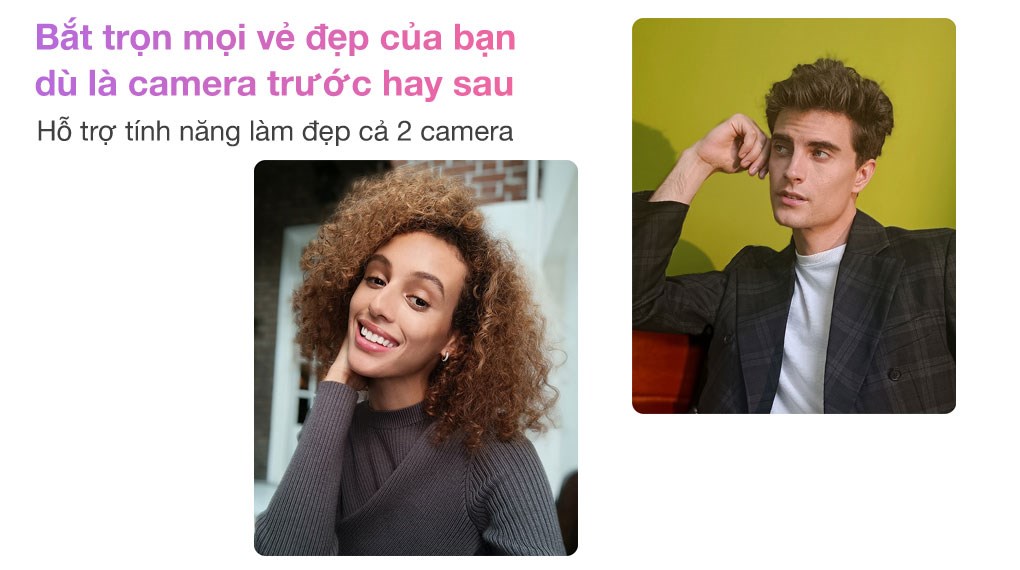 Bắt trọn mọi vẻ đẹp của bạn
dù là camera trước hay sau
Hỗ trợ tính năng làm đẹp cả 2 camera